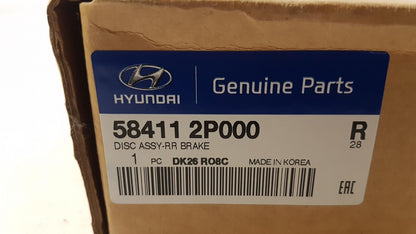 HYUNDAI
Genuine Parts
58411 2P000 R
DISC ASSY-RR BRAKE 28
1 PC DK26 RO8C MADE IN KOREA
EAC